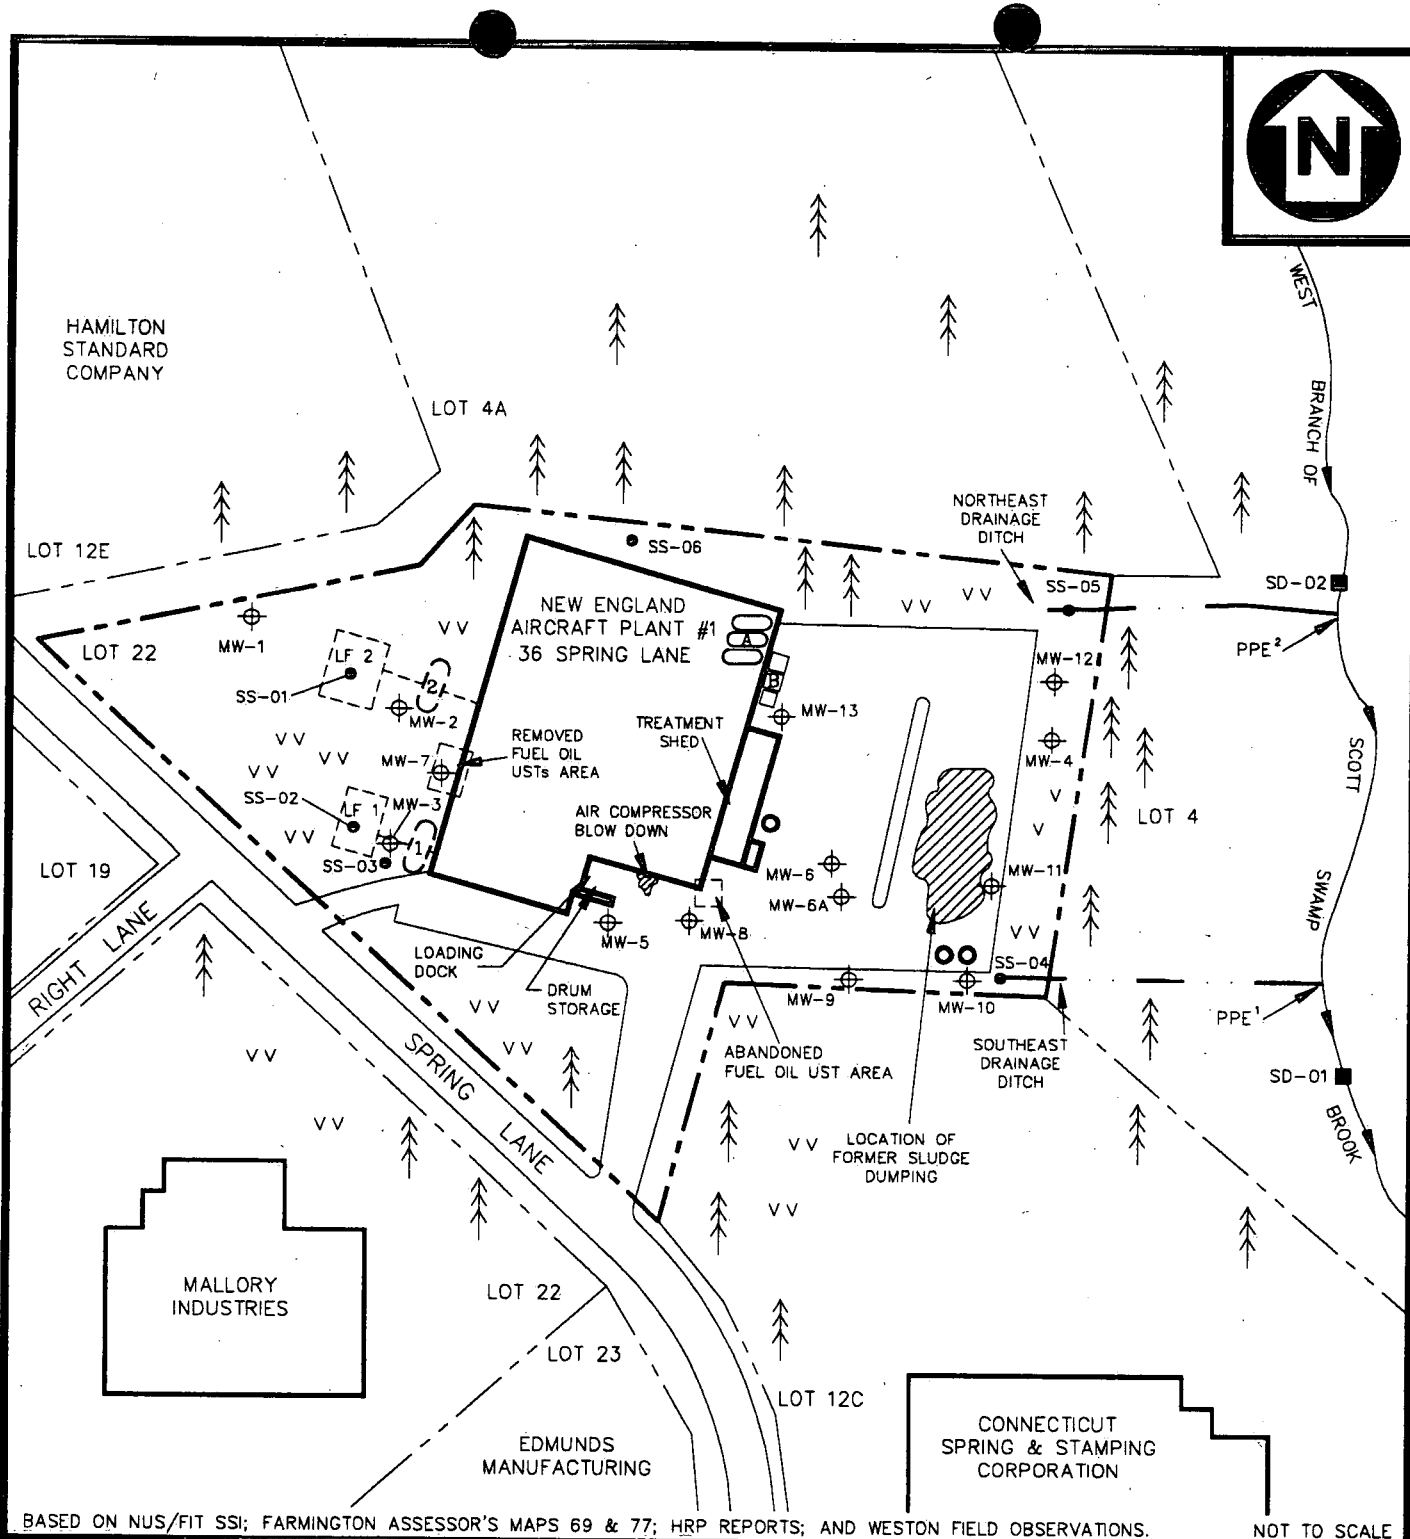 N
WEST
BRANCH OF
SCOTT
SWAMP
BROOK
HAMILTON
STANDARD
COMPANY
LOT 4A
LOT 12E
NORTHEAST
DRAINAGE
DITCH
SS-06
SS-05
SD-02
PPE²
NEW ENGLAND
AIRCRAFT PLANT #1
36 SPRING LANE
A
B
MW-1
LOT 22
LF 2
SS-01
2
MW-2
MW-12
MW-13
TREATMENT
SHED
REMOVED
FUEL OIL
USTs AREA
MW-7
MW-4
SS-02
LF 1
MW-3
1
SS-03
AIR COMPRESSOR
BLOW DOWN
LOT 4
LOT 19
MW-6
MW-6A
MW-11
RIGHT LANE
LOADING
DOCK
MW-5
MW-8
DRUM
STORAGE
SS-04
MW-9
MW-10
PPE¹
SPRING LANE
ABANDONED
FUEL OIL UST AREA
SOUTHEAST
DRAINAGE
DITCH
SD-01
LOCATION OF
FORMER SLUDGE
DUMPING
MALLORY
INDUSTRIES
LOT 22
LOT 23
LOT 12C
EDMUNDS
MANUFACTURING
CONNECTICUT
SPRING & STAMPING
CORPORATION
BASED ON NUS/FIT SSI; FARMINGTON ASSESSOR'S MAPS 69 & 77; HRP REPORTS; AND WESTON FIELD OBSERVATIONS.
NOT TO SCALE